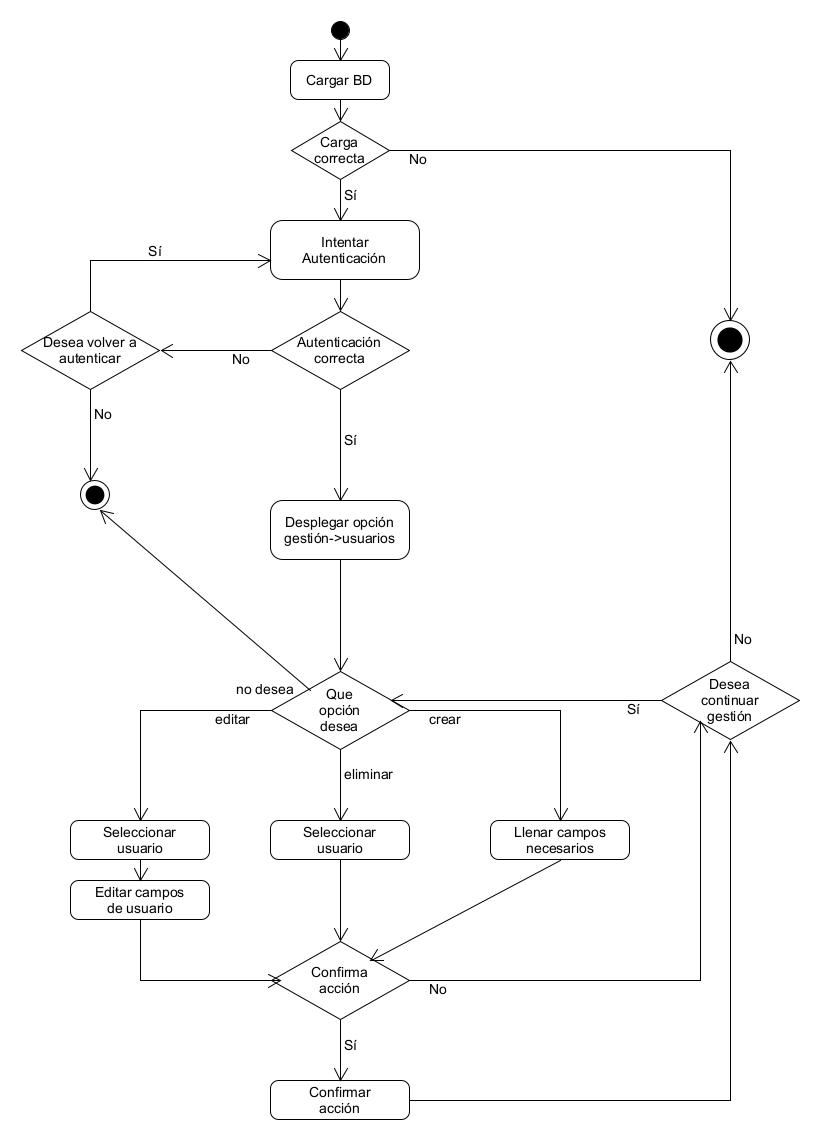 Cargar BD
Carga
correcta
No
Sí
Intentar
Autenticación
Sí
Desea volver a
autenticar
Autenticación
correcta
No
No
Sí
Desplegar opción
gestión->usuarios
No
no desea
Que
opción
desea
Desea
continuar
gestión
Sí
editar
crear
eliminar
Seleccionar
usuario
Seleccionar
usuario
Llenar campos
necesarios
Editar campos
de usuario
Confirma
acción
No
Sí
Confirmar
acción